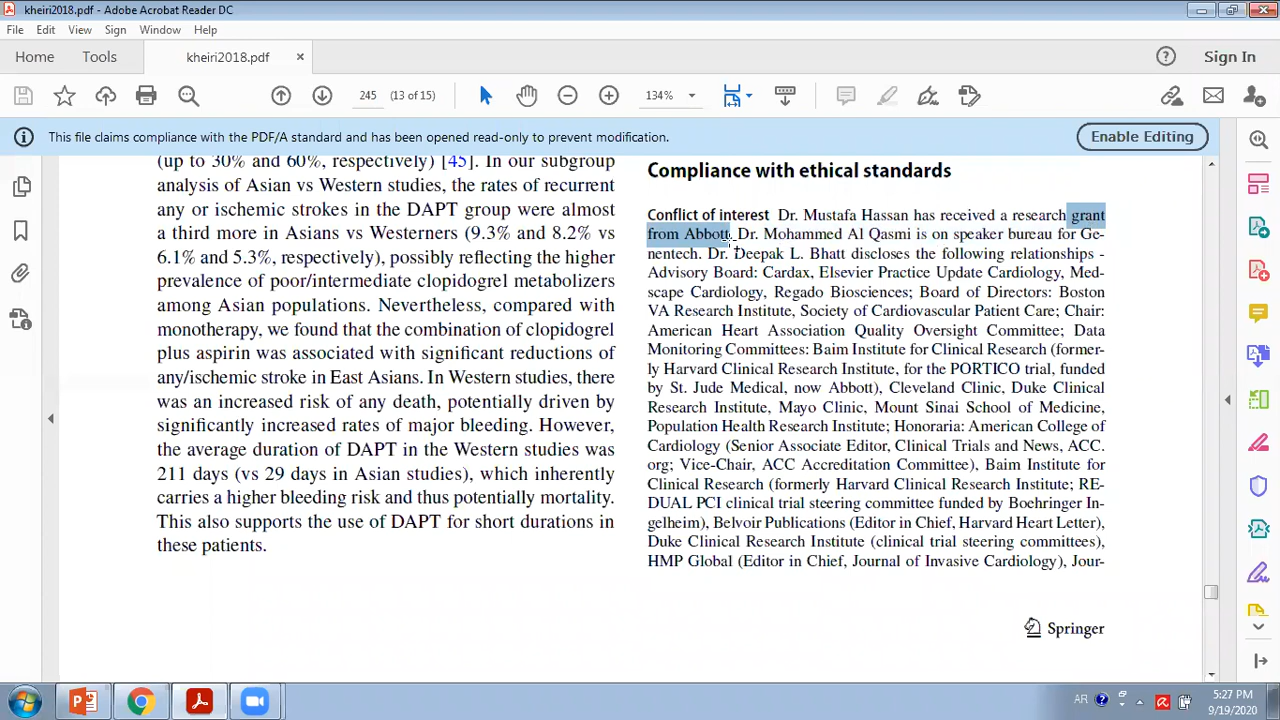 kheiri2018.pdf - Adobe Acrobat Reader DC
File Edit View Sign Window Help
Home Tools kheiri2018.pdf × Sign In
245 (13 of 15) 134%
This file claims compliance with the PDF/A standard and has been opened read-only to prevent modification. Enable Editing
(up to 30% and 60%, respectively) [45]. In our subgroup
analysis of Asian vs Western studies, the rates of recurrent
any or ischemic strokes in the DAPT group were almost
a third more in Asians vs Westerners (9.3% and 8.2% vs
6.1% and 5.3%, respectively), possibly reflecting the higher
prevalence of poor/intermediate clopidogrel metabolizers
among Asian populations. Nevertheless, compared with
monotherapy, we found that the combination of clopidogrel
plus aspirin was associated with significant reductions of
any/ischemic stroke in East Asians. In Western studies, there
was an increased risk of any death, potentially driven by
significantly increased rates of major bleeding. However,
the average duration of DAPT in the Western studies was
211 days (vs 29 days in Asian studies), which inherently
carries a higher bleeding risk and thus potentially mortality.
This also supports the use of DAPT for short durations in
these patients.
Compliance with ethical standards
Conflict of interest Dr. Mustafa Hassan has received a research grant
from Abbott. Dr. Mohammed Al Qasmi is on speaker bureau for Ge-
nentech. Dr. Deepak L. Bhatt discloses the following relationships -
Advisory Board: Cardax, Elsevier Practice Update Cardiology, Med-
scape Cardiology, Regado Biosciences; Board of Directors: Boston
VA Research Institute, Society of Cardiovascular Patient Care; Chair:
American Heart Association Quality Oversight Committee; Data
Monitoring Committees: Baim Institute for Clinical Research (former-
ly Harvard Clinical Research Institute, for the PORTICO trial, funded
by St. Jude Medical, now Abbott), Cleveland Clinic, Duke Clinical
Research Institute, Mayo Clinic, Mount Sinai School of Medicine,
Population Health Research Institute; Honoraria: American College of
Cardiology (Senior Associate Editor, Clinical Trials and News, ACC.
org; Vice-Chair, ACC Accreditation Committee), Baim Institute for
Clinical Research (formerly Harvard Clinical Research Institute; RE-
DUAL PCI clinical trial steering committee funded by Boehringer In-
gelheim), Belvoir Publications (Editor in Chief, Harvard Heart Letter),
Duke Clinical Research Institute (clinical trial steering committees),
HMP Global (Editor in Chief, Journal of Invasive Cardiology), Jour-
Springer
AR 5:27 PM
9/19/2020